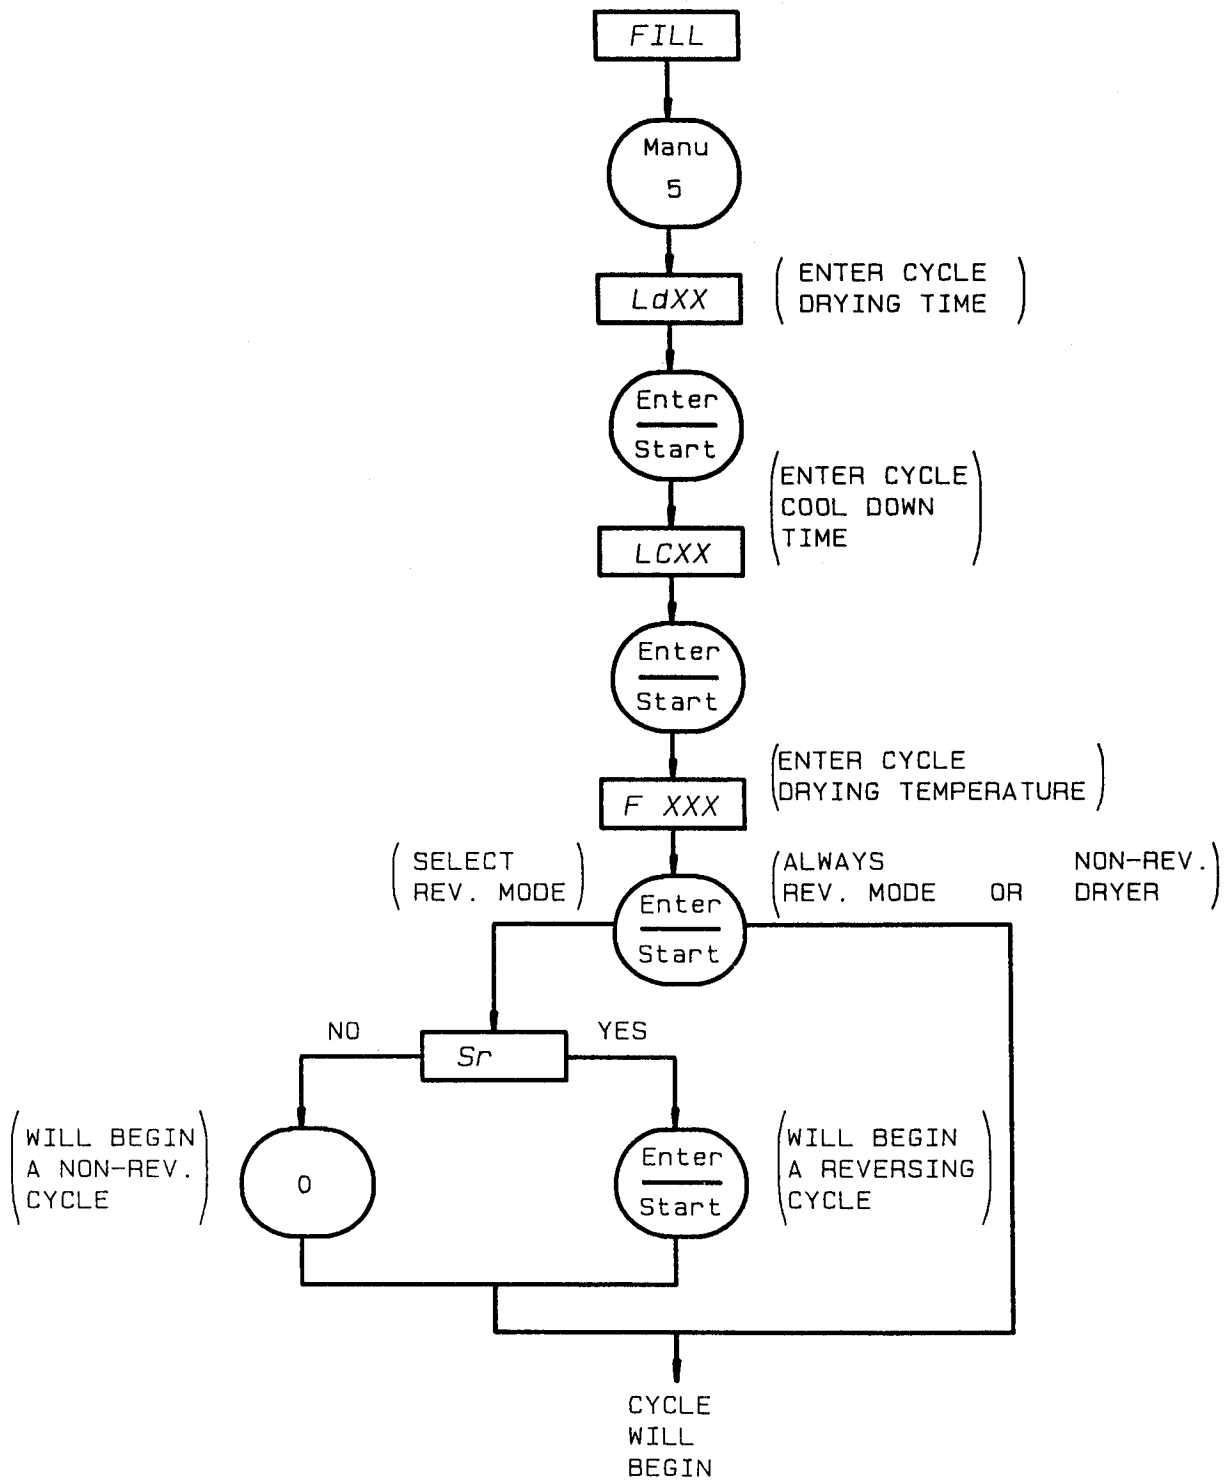 FILL
Manu
5
LdXX
( ENTER CYCLE
DRYING TIME )
Enter
Start
(ENTER CYCLE
COOL DOWN
TIME)
LCXX
Enter
Start
(ENTER CYCLE
DRYING TEMPERATURE)
F XXX
( SELECT
REV. MODE )
(ALWAYS NON-REV.
REV. MODE OR DRYER )
Enter
Start
NO
Sr
YES
(WILL BEGIN
A NON-REV.
CYCLE)
0
Enter
Start
(WILL BEGIN
A REVERSING
CYCLE)
CYCLE
WILL
BEGIN